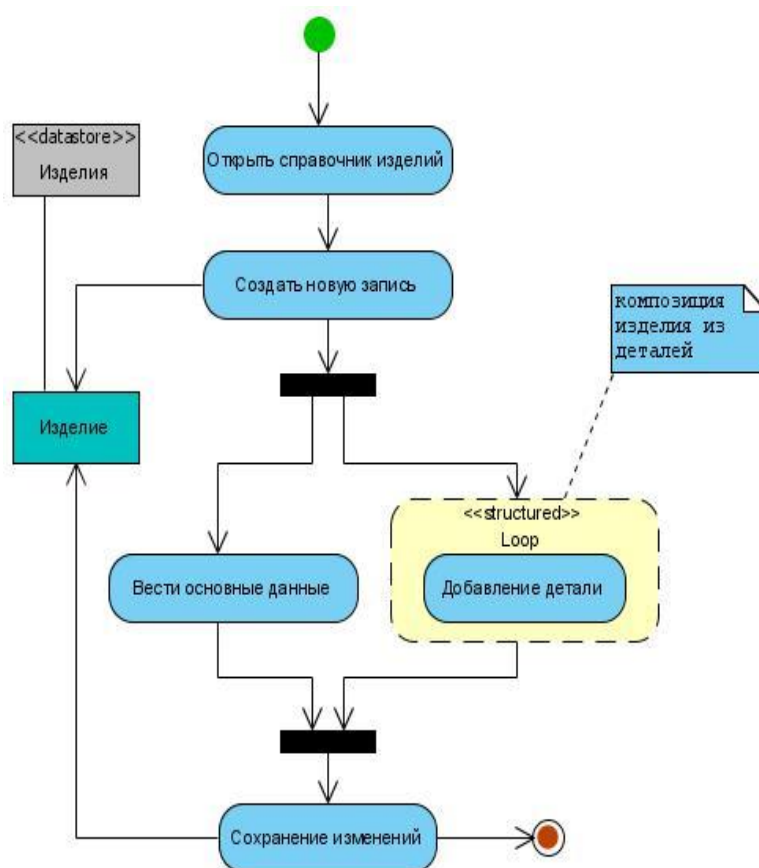 <<datastore>>
Изделия
Открыть справочник изделий
Создать новую запись
композиция
изделия из
деталей
Изделие
<<structured>>
Loop
Вести основные данные
Добавление детали
Сохранение изменений